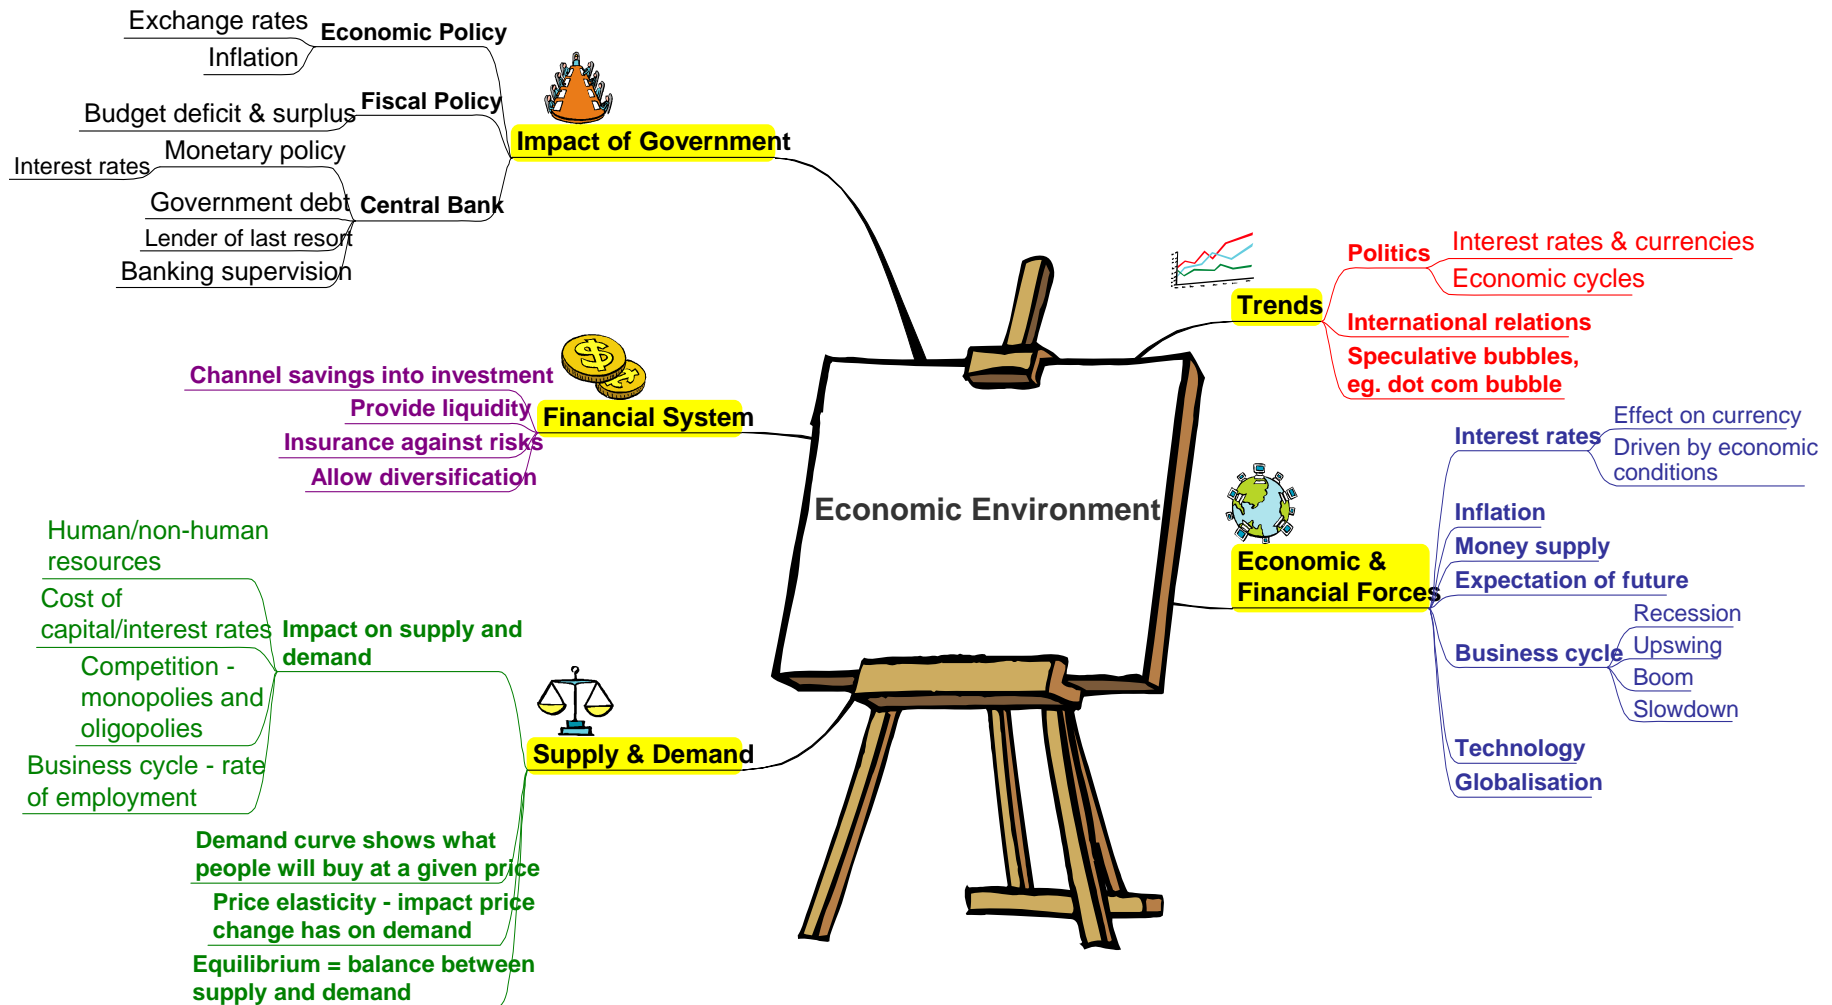 Economic Environment
Impact of Government
Economic Policy
Exchange rates
Inflation
Fiscal Policy
Budget deficit & surplus
Central Bank
Monetary policy
Interest rates
Government debt
Lender of last resort
Banking supervision
Financial System
Channel savings into investment
Provide liquidity
Insurance against risks
Allow diversification
Supply & Demand
Impact on supply and
demand
Human/non-human
resources
Cost of
capital/interest rates
Competition -
monopolies and
oligopolies
Business cycle - rate
of employment
Demand curve shows what
people will buy at a given price
Price elasticity - impact price
change has on demand
Equilibrium = balance between
supply and demand
Trends
Politics
Interest rates & currencies
Economic cycles
International relations
Speculative bubbles,
eg. dot com bubble
Economic &
Financial Forces
Interest rates
Effect on currency
Driven by economic
conditions
Inflation
Money supply
Expectation of future
Business cycle
Recession
Upswing
Boom
Slowdown
Technology
Globalisation